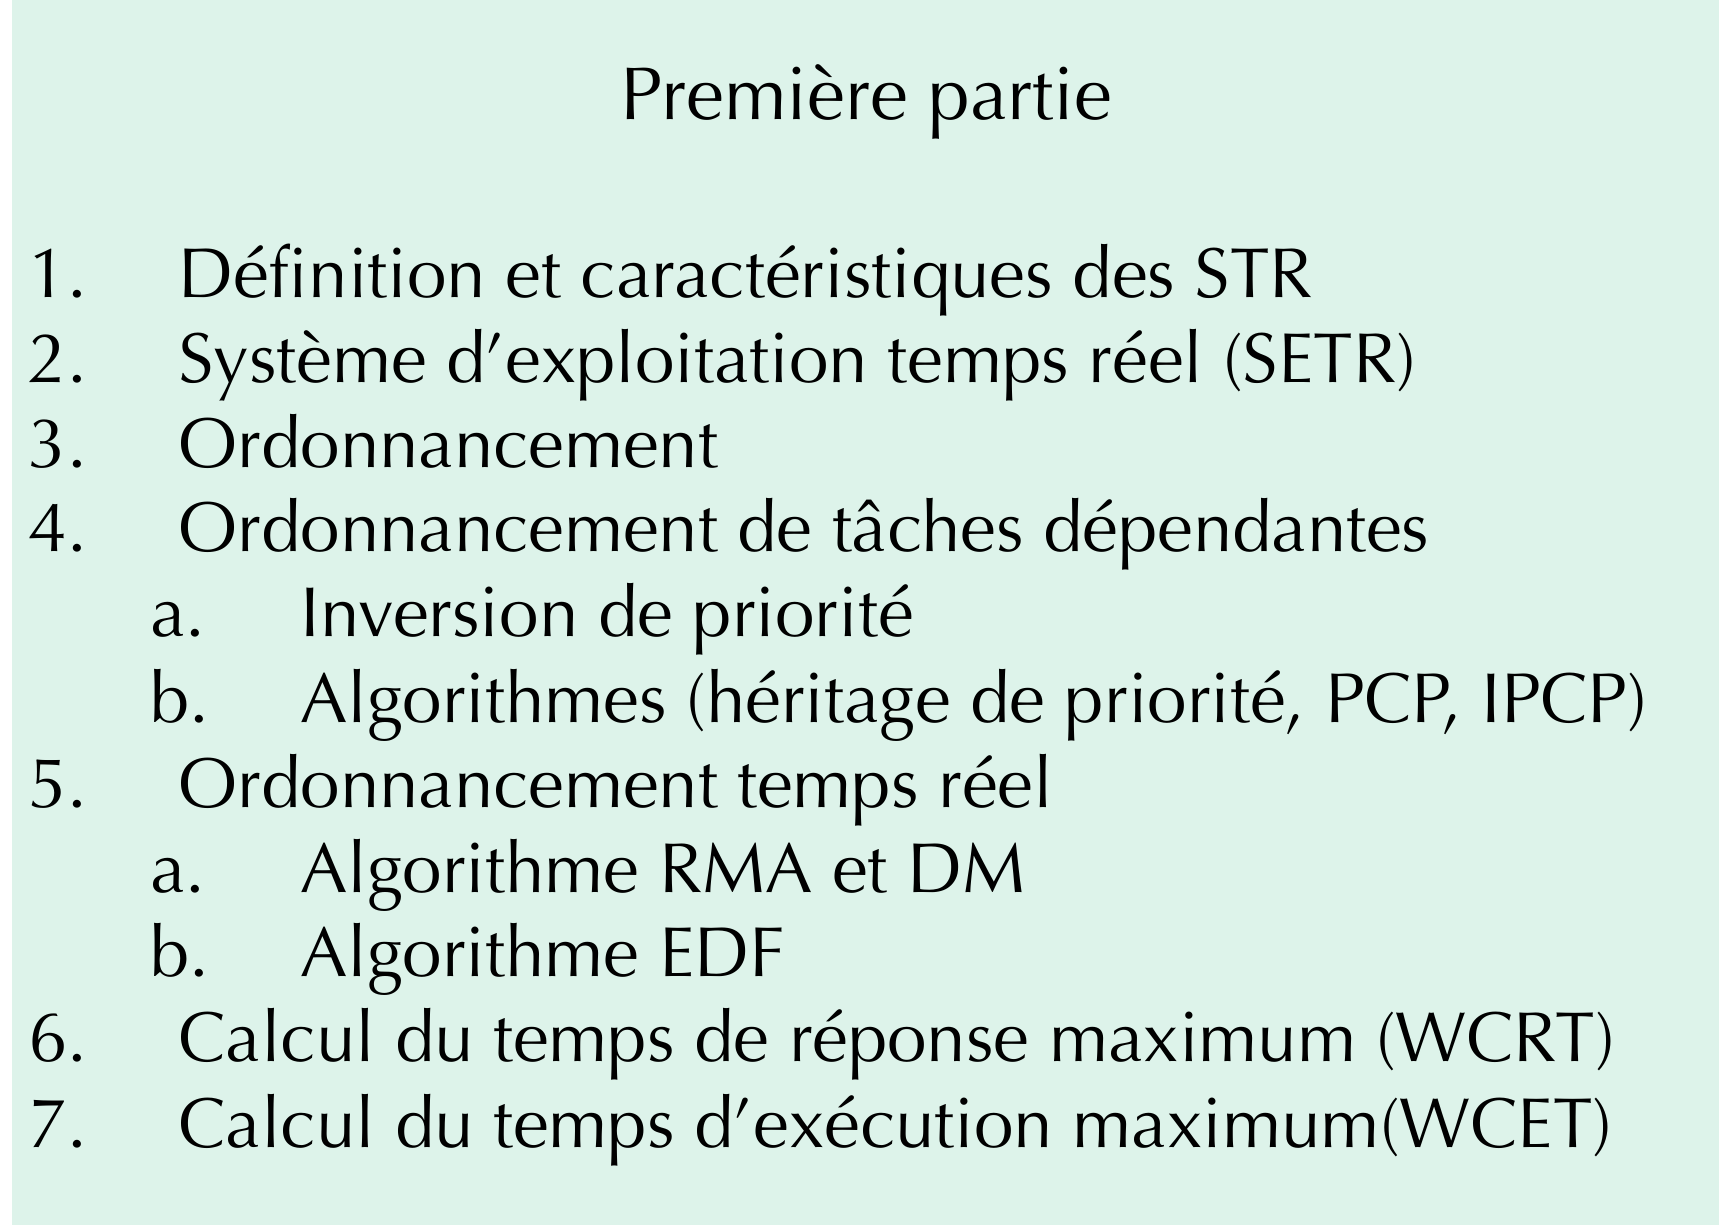 Première partie
1. Définition et caractéristiques des STR
2. Système d’exploitation temps réel (SETR)
3. Ordonnancement
4. Ordonnancement de tâches dépendantes
a. Inversion de priorité
b. Algorithmes (héritage de priorité, PCP, IPCP)
5. Ordonnancement temps réel
a. Algorithme RMA et DM
b. Algorithme EDF
6. Calcul du temps de réponse maximum (WCRT)
7. Calcul du temps d’exécution maximum(WCET)